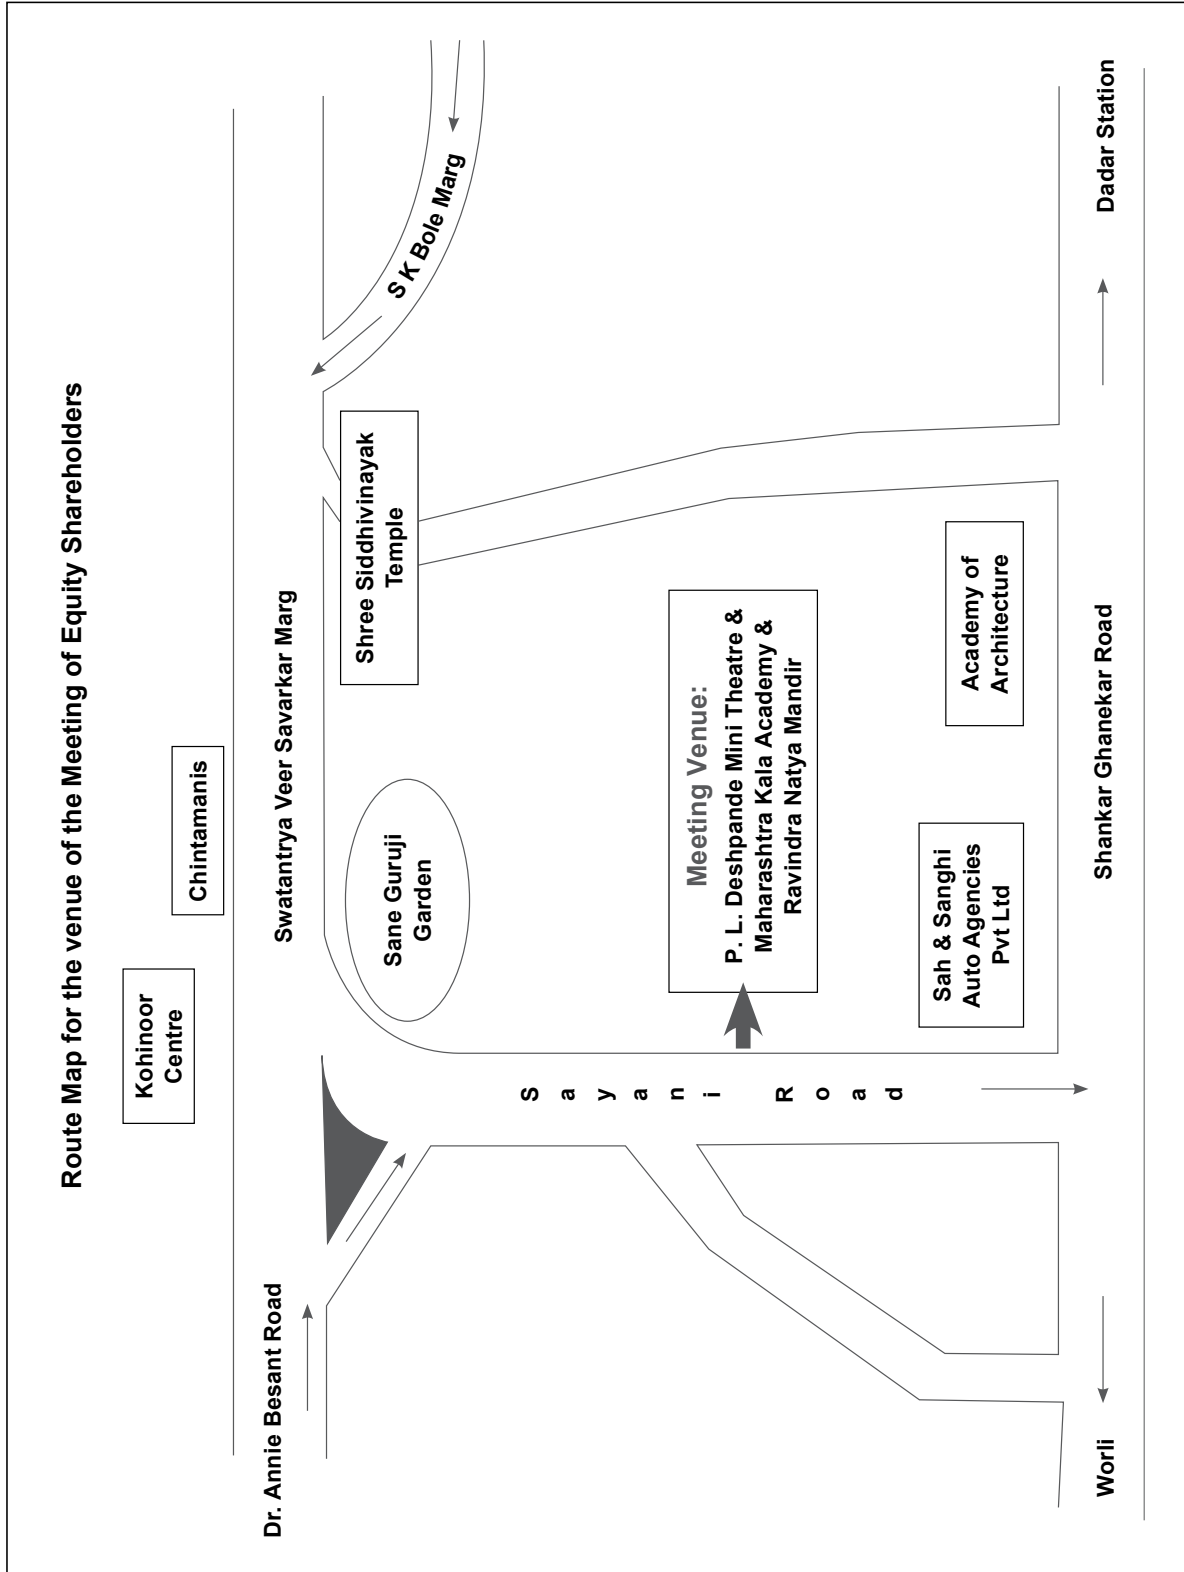 Route Map for the venue of the Meeting of Equity Shareholders
Kohinoor
Centre
Chintamanis
Dr. Annie Besant Road
Swatantrya Veer Savarkar Marg
S K Bole Marg
Sane Guruji
Garden
Shree Siddhivinayak
Temple
Sayani Road
Meeting Venue:
P. L. Deshpande Mini Theatre &
Maharashtra Kala Academy &
Ravindra Natya Mandir
Sah & Sanghi
Auto Agencies
Pvt Ltd
Academy of
Architecture
Worli
Shankar Ghanekar Road
Dadar Station